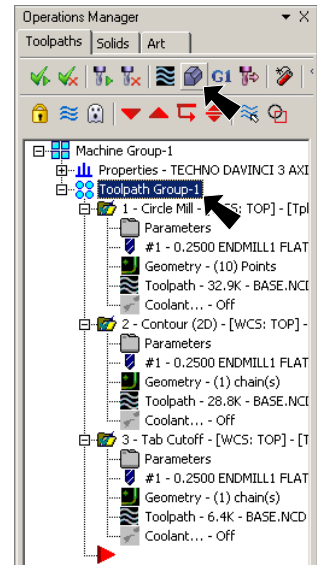 Operations Manager
Toolpaths Solids Art
G1
Machine Group-1
Properties - TECHNO DAVINCI 3 AXI
Toolpath Group-1
1 - Circle Mill - [WCS: TOP] - [Tpl
Parameters
#1 - 0.2500 ENDMILL1 FLAT
Geometry - (10) Points
Toolpath - 32.9K - BASE.NCI
Coolant... - Off
2 - Contour (2D) - [WCS: TOP] -
Parameters
#1 - 0.2500 ENDMILL1 FLAT
Geometry - (1) chain(s)
Toolpath - 28.8K - BASE.NCI
Coolant... - Off
3 - Tab Cutoff - [WCS: TOP] - [T
Parameters
#1 - 0.2500 ENDMILL1 FLAT
Geometry - (1) chain(s)
Toolpath - 6.4K - BASE.NCD
Coolant... - Off